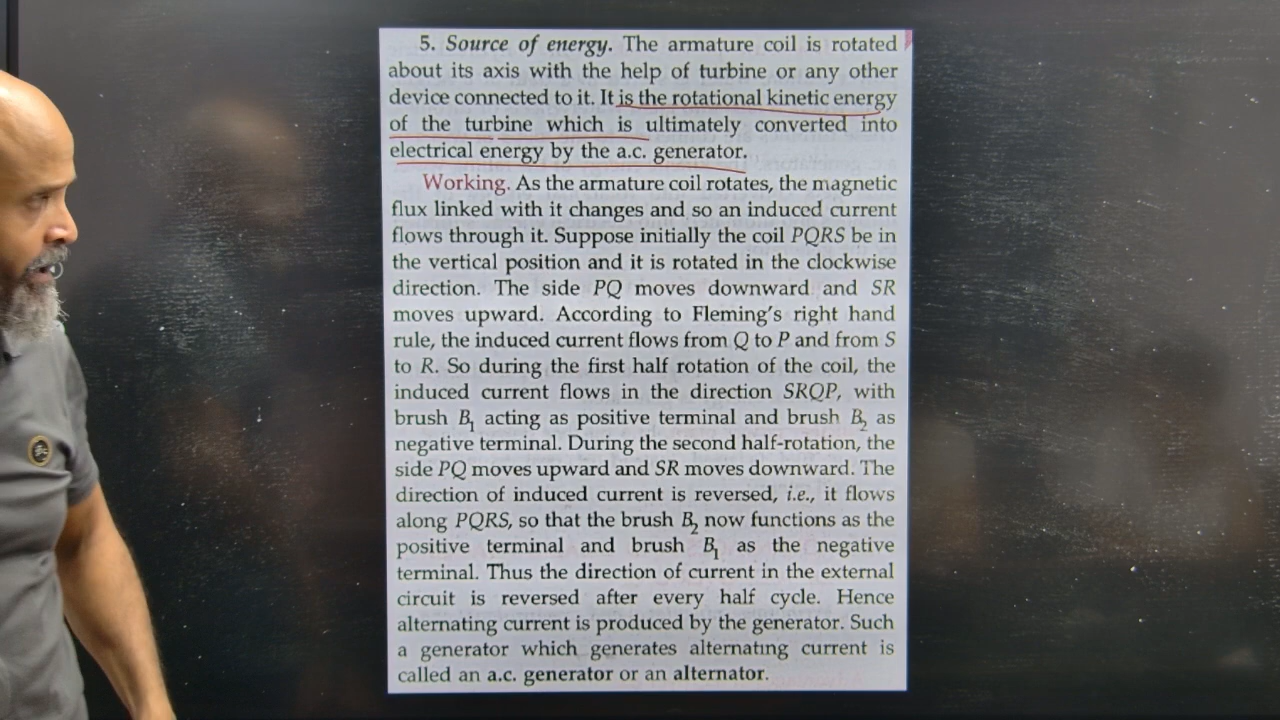 5. Source of energy. The armature coil is rotated
about its axis with the help of turbine or any other
device connected to it. It is the rotational kinetic energy
of the turbine which is ultimately converted into
electrical energy by the a.c. generator.
Working. As the armature coil rotates, the magnetic
flux linked with it changes and so an induced current
flows through it. Suppose initially the coil PQRS be in
the vertical position and it is rotated in the clockwise
direction. The side PQ moves downward and SR
moves upward. According to Fleming's right hand
rule, the induced current flows from Q to P and from S
to R. So during the first half rotation of the coil, the
induced current flows in the direction SRQP, with
brush B₁ acting as positive terminal and brush B₂ as
negative terminal. During the second half-rotation, the
side PQ moves upward and SR moves downward. The
direction of induced current is reversed, i.e., it flows
along PQRS, so that the brush B₂ now functions as the
positive terminal and brush B₁ as the negative
terminal. Thus the direction of current in the external
circuit is reversed after every half cycle. Hence
alternating current is produced by the generator. Such
a generator which generates alternating current is
called an a.c. generator or an alternator.